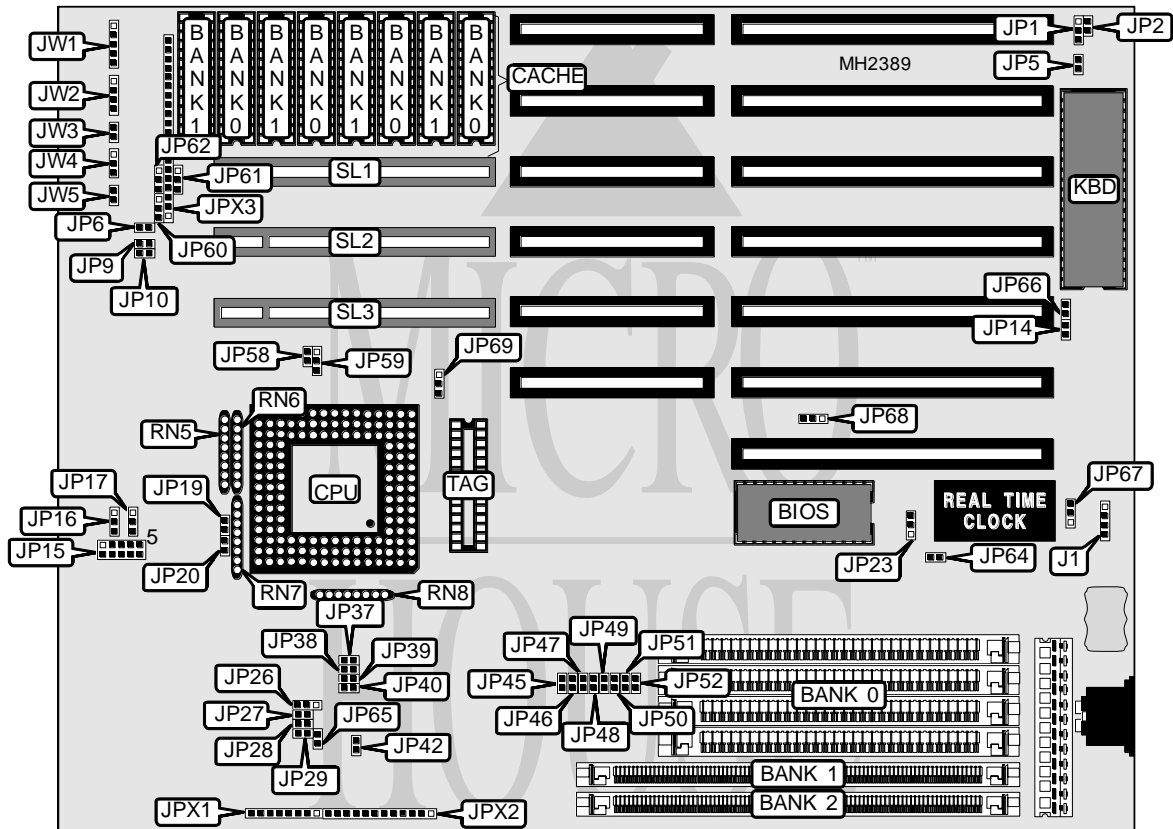 JW1
JW2
JW3
JW4
JW5
BANK1
BANK0
BANK1
BANK0
BANK1
BANK0
BANK1
BANK0
CACHE
JP1
JP2
MH2389
JP5
JP62
JP61
SL1
KBD
JPX3
JP6
JP60
SL2
JP9
JP10
TM
MICRO
JP66
SL3
JP14
JP58
JP59
JP69
RN6
RN5
JP68
JP17
JP19
CPU
TAG
JP67
JP16
BIOS
REAL TIME
CLOCK
5
JP15
JP20
JP23
JP64
J1
RN7
RN8
HOUSE
JP37
JP38
JP39
JP40
JP47
JP49
JP51
JP45
JP52
JP46
JP48
JP50
BANK 0
JP26
JP27
JP65
JP28
JP42
JP29
BANK 1
BANK 2
JPX1
JPX2